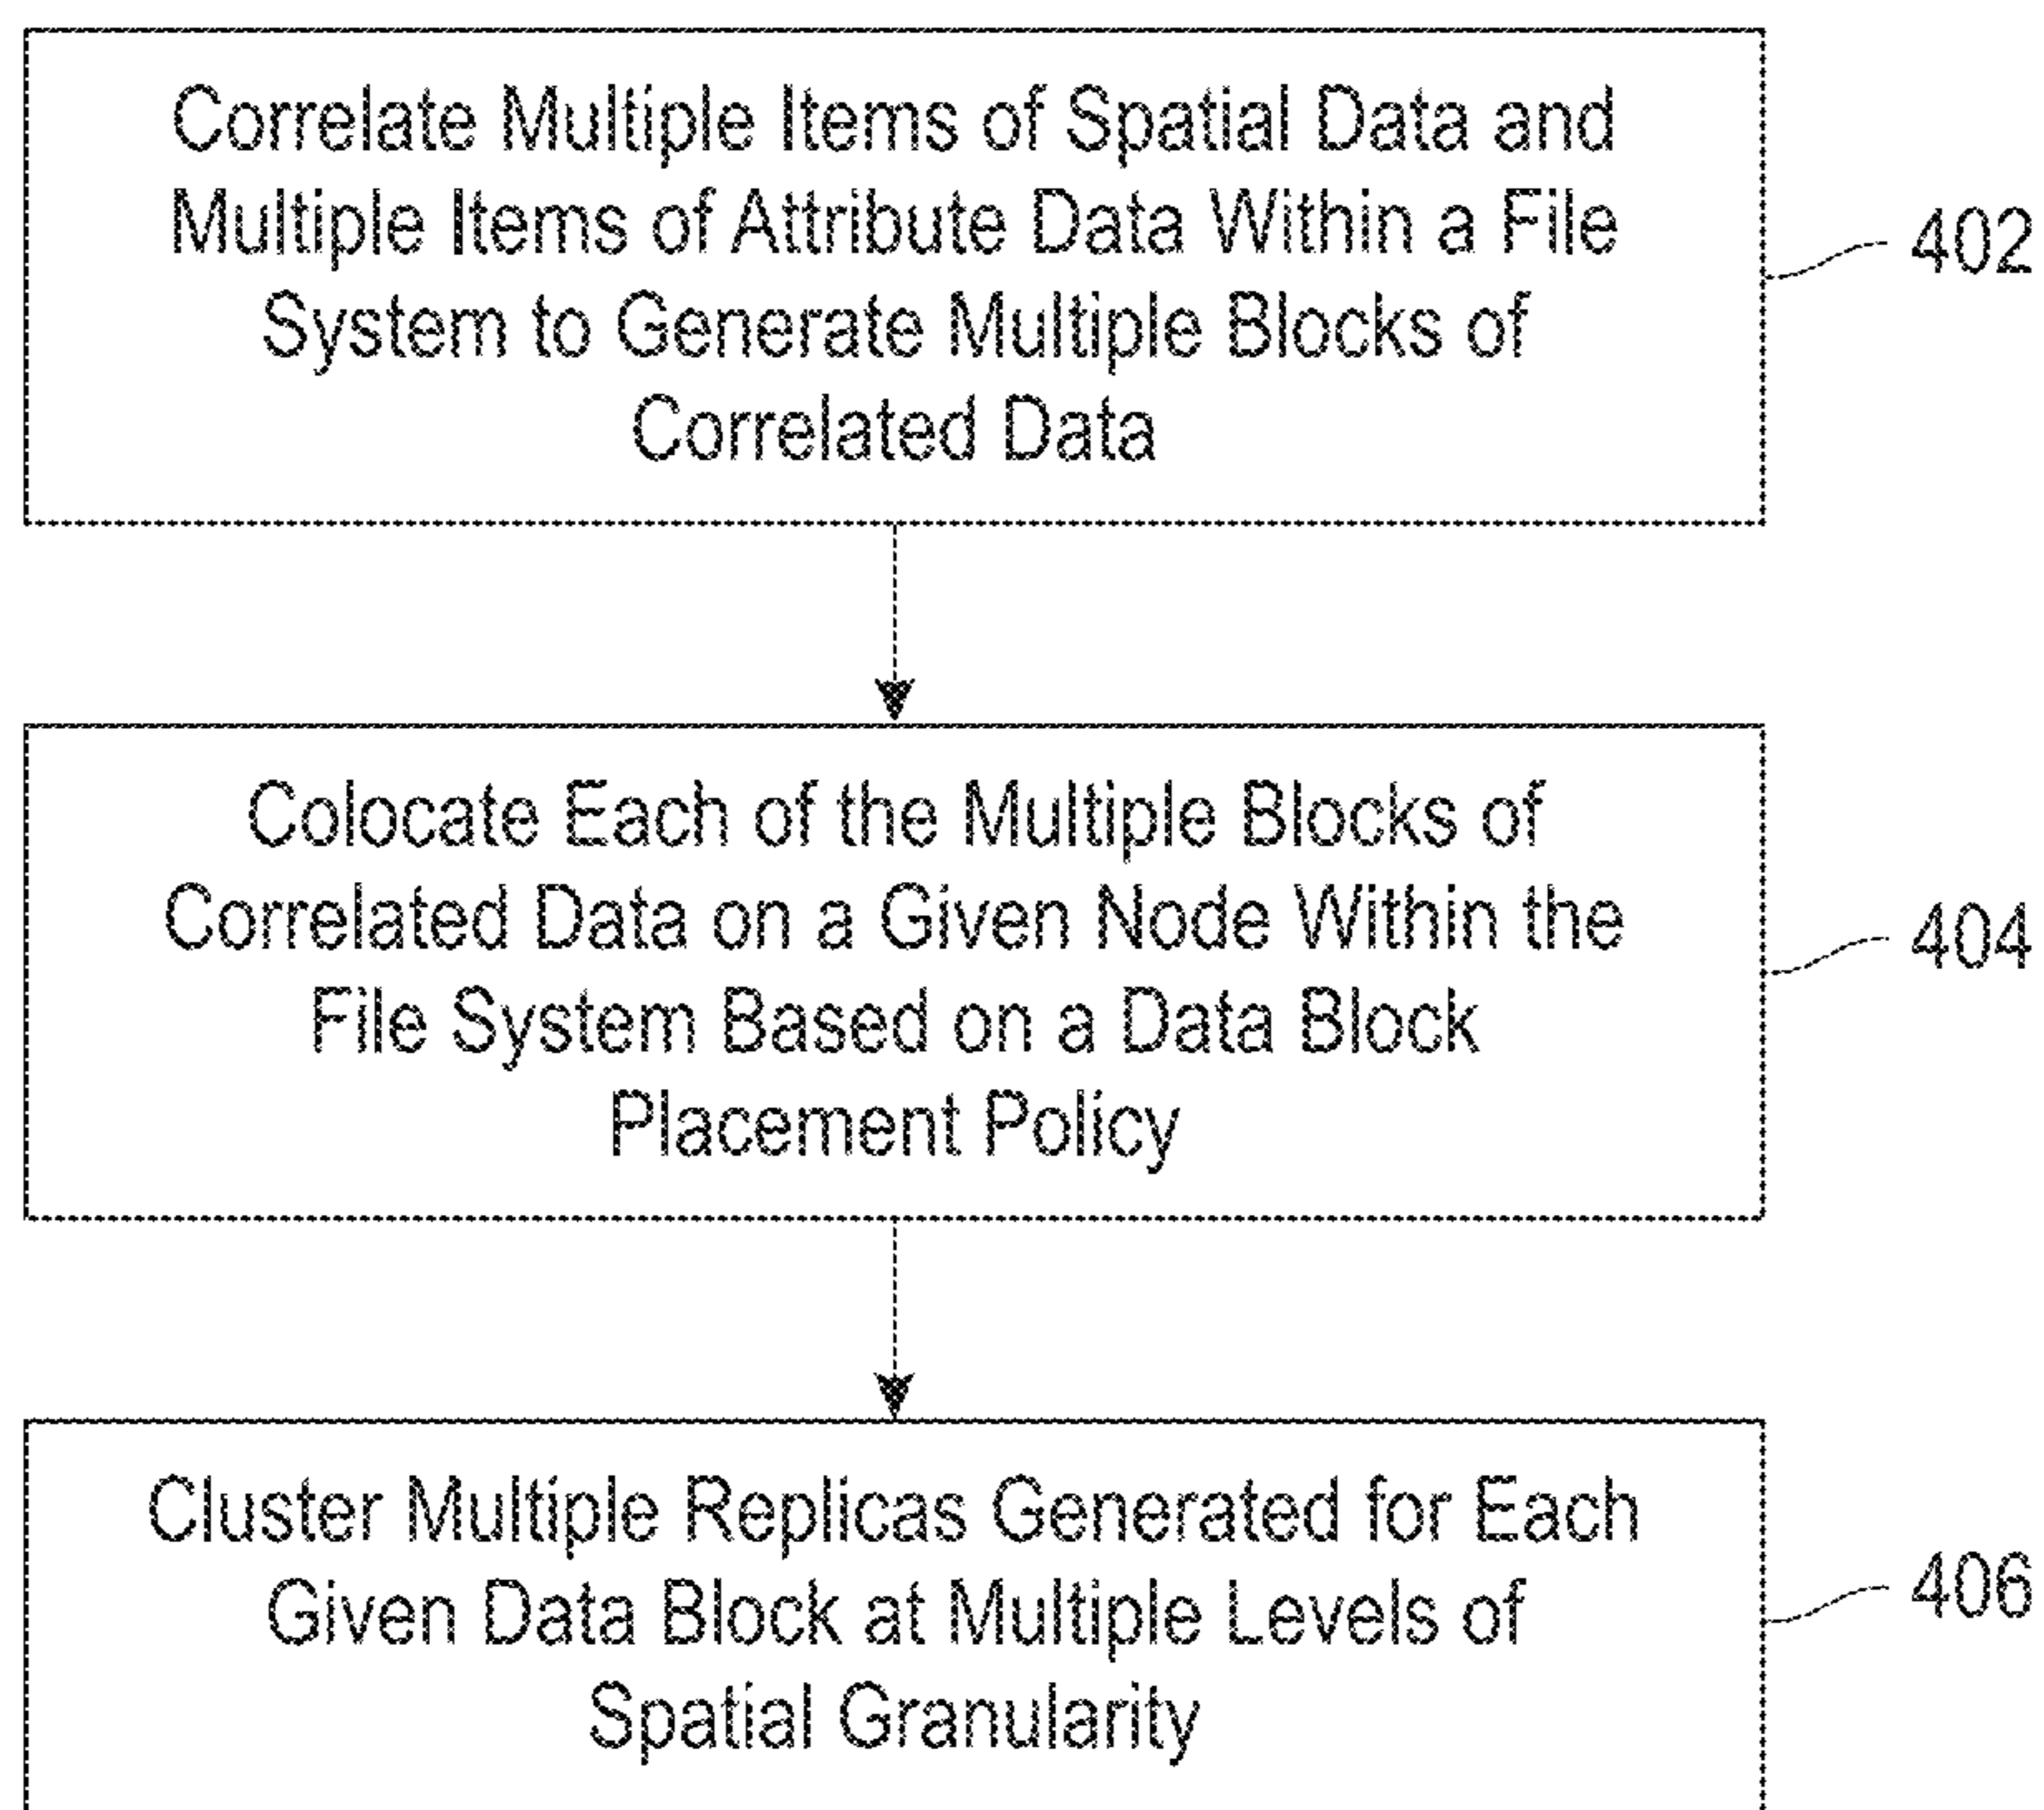 Correlate Multiple Items of Spatial Data and
Multiple Items of Attribute Data Within a File
System to Generate Multiple Blocks of
Correlated Data
402
Colocate Each of the Multiple Blocks of
Correlated Data on a Given Node Within the
File System Based on a Data Block
Placement Policy
404
Cluster Multiple Replicas Generated for Each
Given Data Block at Multiple Levels of
Spatial Granularity
406